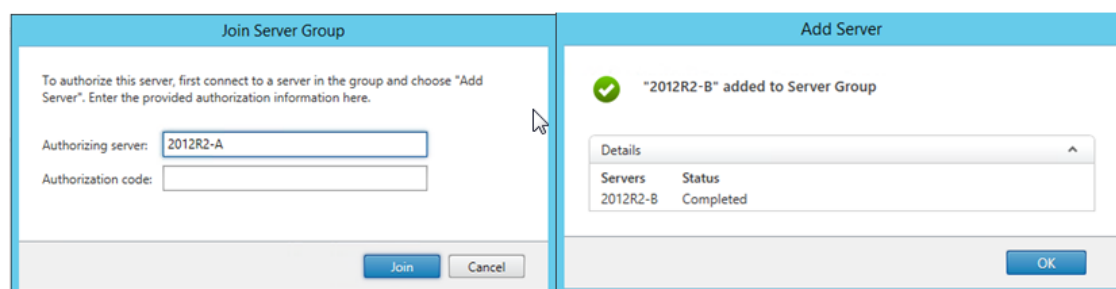 Join Server Group
To authorize this server, first connect to a server in the group and choose "Add
Server". Enter the provided authorization information here.
Authorizing server: 2012R2-A
Authorization code:
Join Cancel
Add Server
"2012R2-B" added to Server Group
Details
Servers Status
2012R2-B Completed
OK